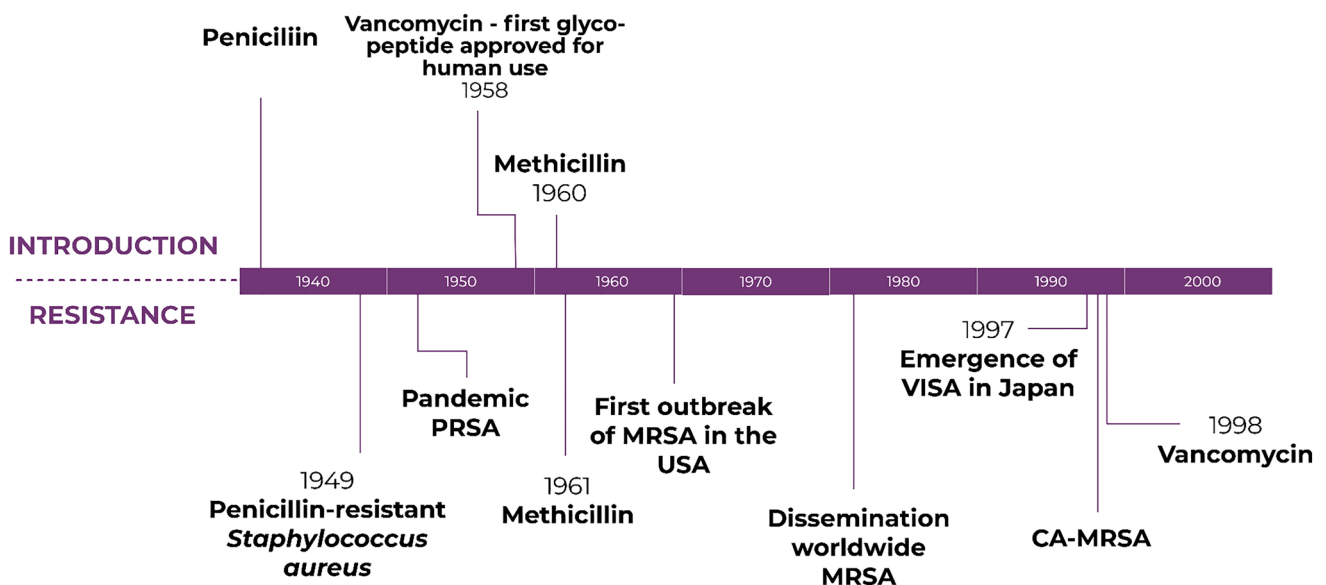 Peniciliin
Vancomycin - first glyco-
peptide approved for
human use
1958
Methicillin
1960
INTRODUCTION
1940 1950 1960 1970 1980 1990 2000
RESISTANCE
1949
Penicillin-resistant
Staphylococcus
aureus
Pandemic
PRSA
1961
Methicillin
First outbreak
of MRSA in the
USA
Dissemination
worldwide
MRSA
1997
Emergence of
VISA in Japan
CA-MRSA
1998
Vancomycin